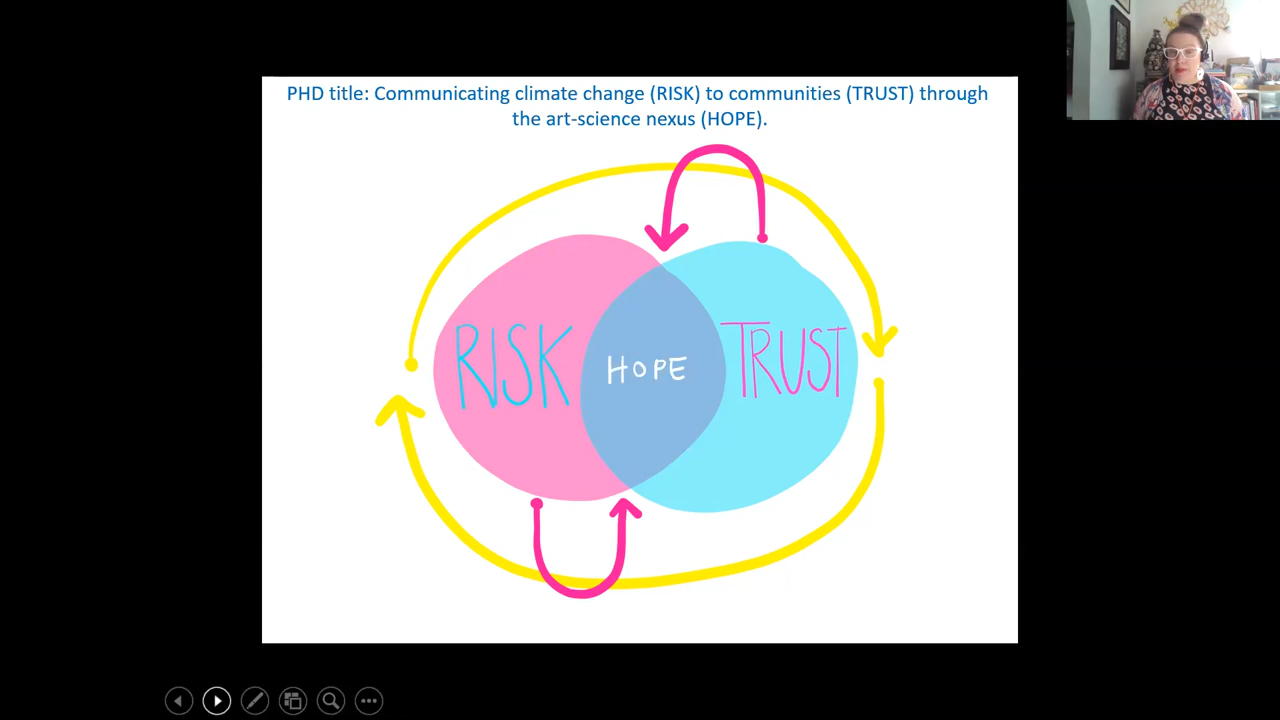 PHD title: Communicating climate change (RISK) to communities (TRUST) through
the art-science nexus (HOPE).
RISK
HOPE
TRUST